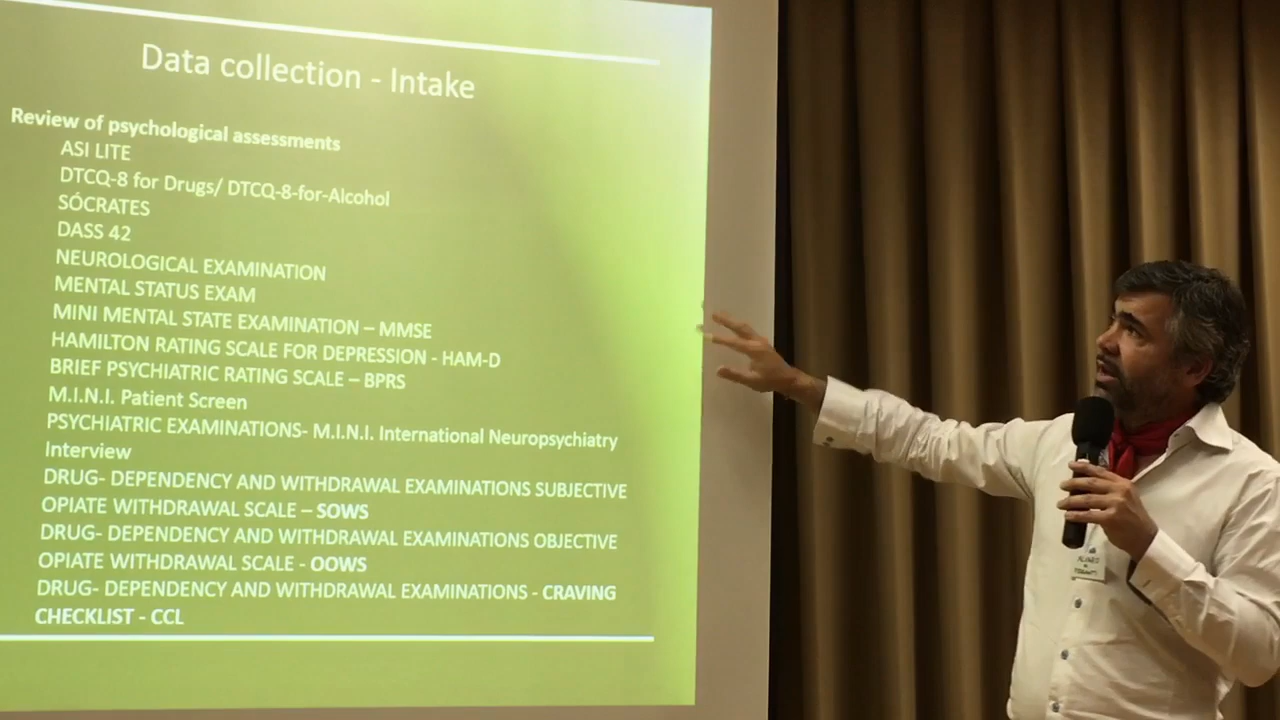 Data collection - Intake
Review of psychological assessments
ASI LITE
DTCQ-8 for Drugs/ DTCQ-8-for-Alcohol
SÓCRATES
DASS 42
NEUROLOGICAL EXAMINATION
MENTAL STATUS EXAM
MINI MENTAL STATE EXAMINATION – MMSE
HAMILTON RATING SCALE FOR DEPRESSION - HAM-D
BRIEF PSYCHIATRIC RATING SCALE – BPRS
M.I.N.I. Patient Screen
PSYCHIATRIC EXAMINATIONS- M.I.N.I. International Neuropsychiatry
Interview
DRUG- DEPENDENCY AND WITHDRAWAL EXAMINATIONS SUBJECTIVE
OPIATE WITHDRAWAL SCALE – SOWS
DRUG- DEPENDENCY AND WITHDRAWAL EXAMINATIONS OBJECTIVE
OPIATE WITHDRAWAL SCALE - OOWS
DRUG- DEPENDENCY AND WITHDRAWAL EXAMINATIONS - CRAVING
CHECKLIST - CCL